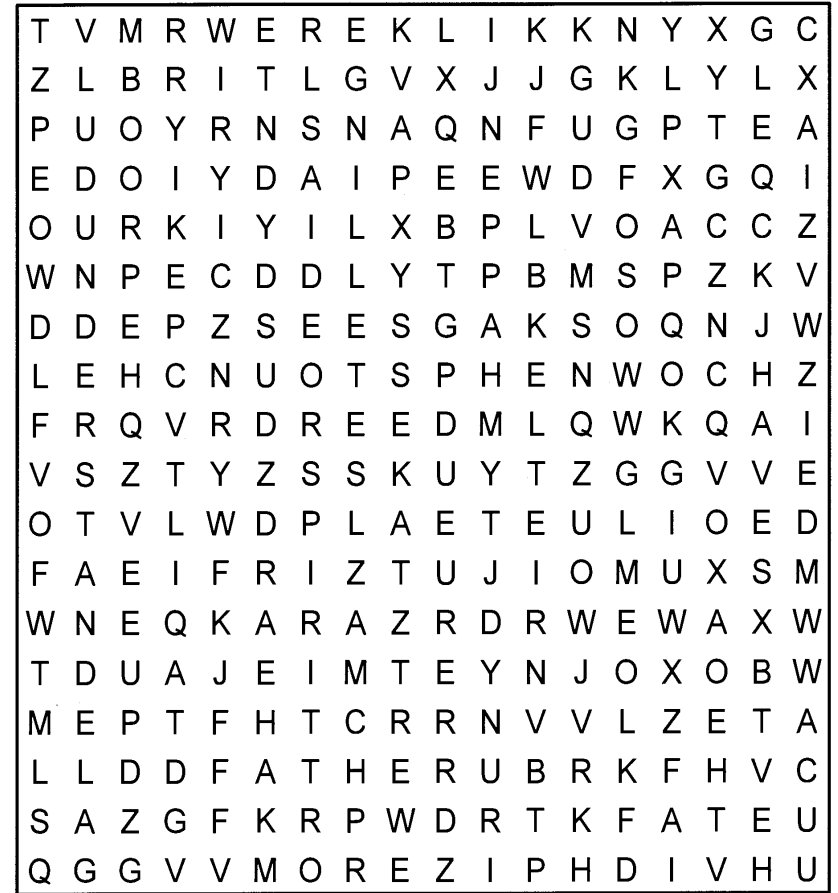 T V M R W E R E K L I K K N Y X G C
Z L B R I T L G V X J J G K L Y L X
P U O Y R N S N A Q N F U G P T E A
E D O I Y D A I P E E W D F X G Q I
O U R K I Y I L X B P L V O A C C Z
W N P E C D D L Y T P B M S P Z K V
D D E P Z S E E S G A K S O Q N J W
L E H C N U O T S P H E N W O C H Z
F R Q V R D R E E D M L Q W K Q A I
V S Z T Y Z S S K U Y T Z G G V V E
O T V L W D P L A E T E U L I O E D
F A E I F R I Z T U J I O M U X S M
W N E Q K A R A Z R D R W E W A X W
T D U A J E I M T E Y N J O X O B W
M E P T F H T C R R N V V L Z E T A
L L D D F A T H E R U B R K F H V C
S A Z G F K R P W D R T K F A T E U
Q G G V V M O R E Z I P H D I V H U